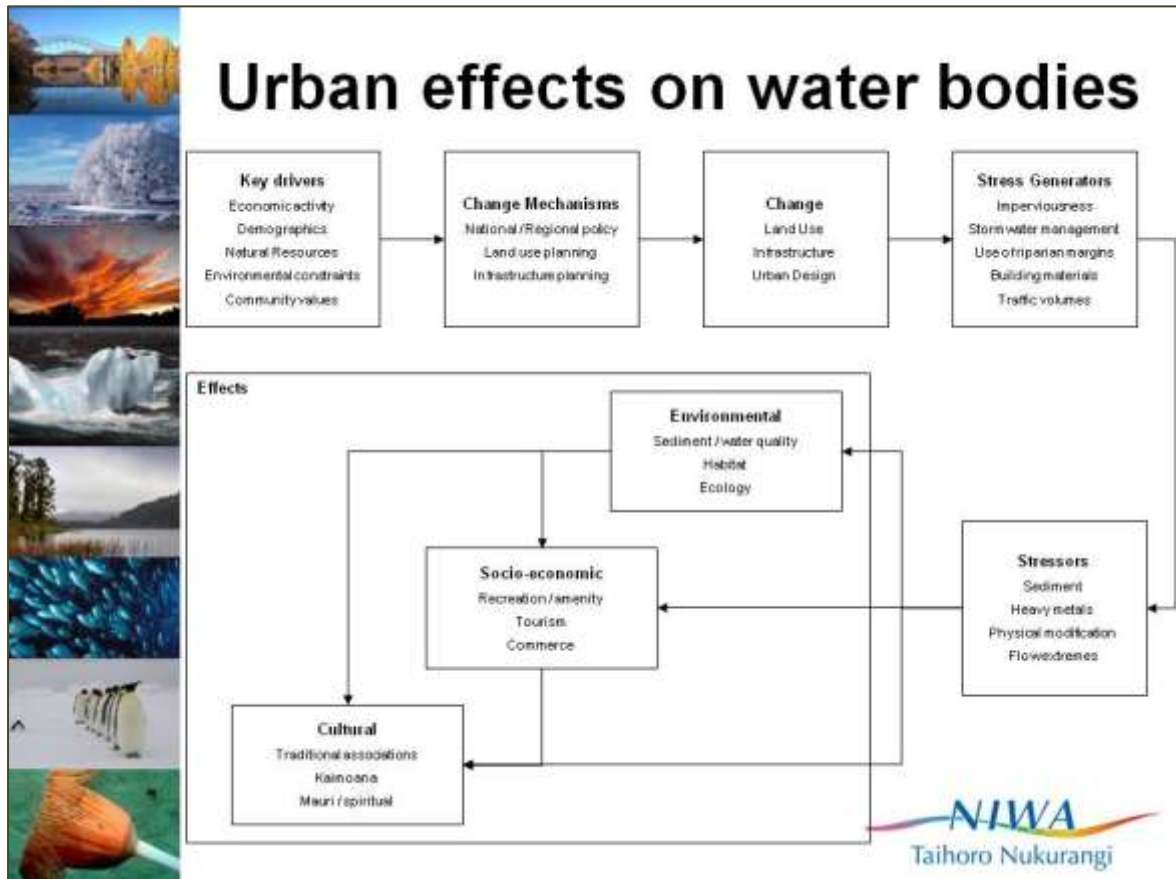 Urban effects on water bodies
Key drivers
Economic activity
Demographics
Natural Resources
Environmental constraints
Community values
Change Mechanisms
National / Regional policy
Land use planning
Infrastructure planning
Change
Land Use
Infrastructure
Urban Design
Stress Generators
Imperviousness
Stormwater management
Use of riparian margins
Building materials
Traffic volumes
Effects
Environmental
Sediment / water quality
Habitat
Ecology
Socio-economic
Recreation / amenity
Tourism
Commerce
Stressors
Sediment
Heavy metals
Physical modification
Flow extremes
Cultural
Traditional associations
Kaimoana
Mauri / spiritual
NIWA
Taihoro Nukurangi